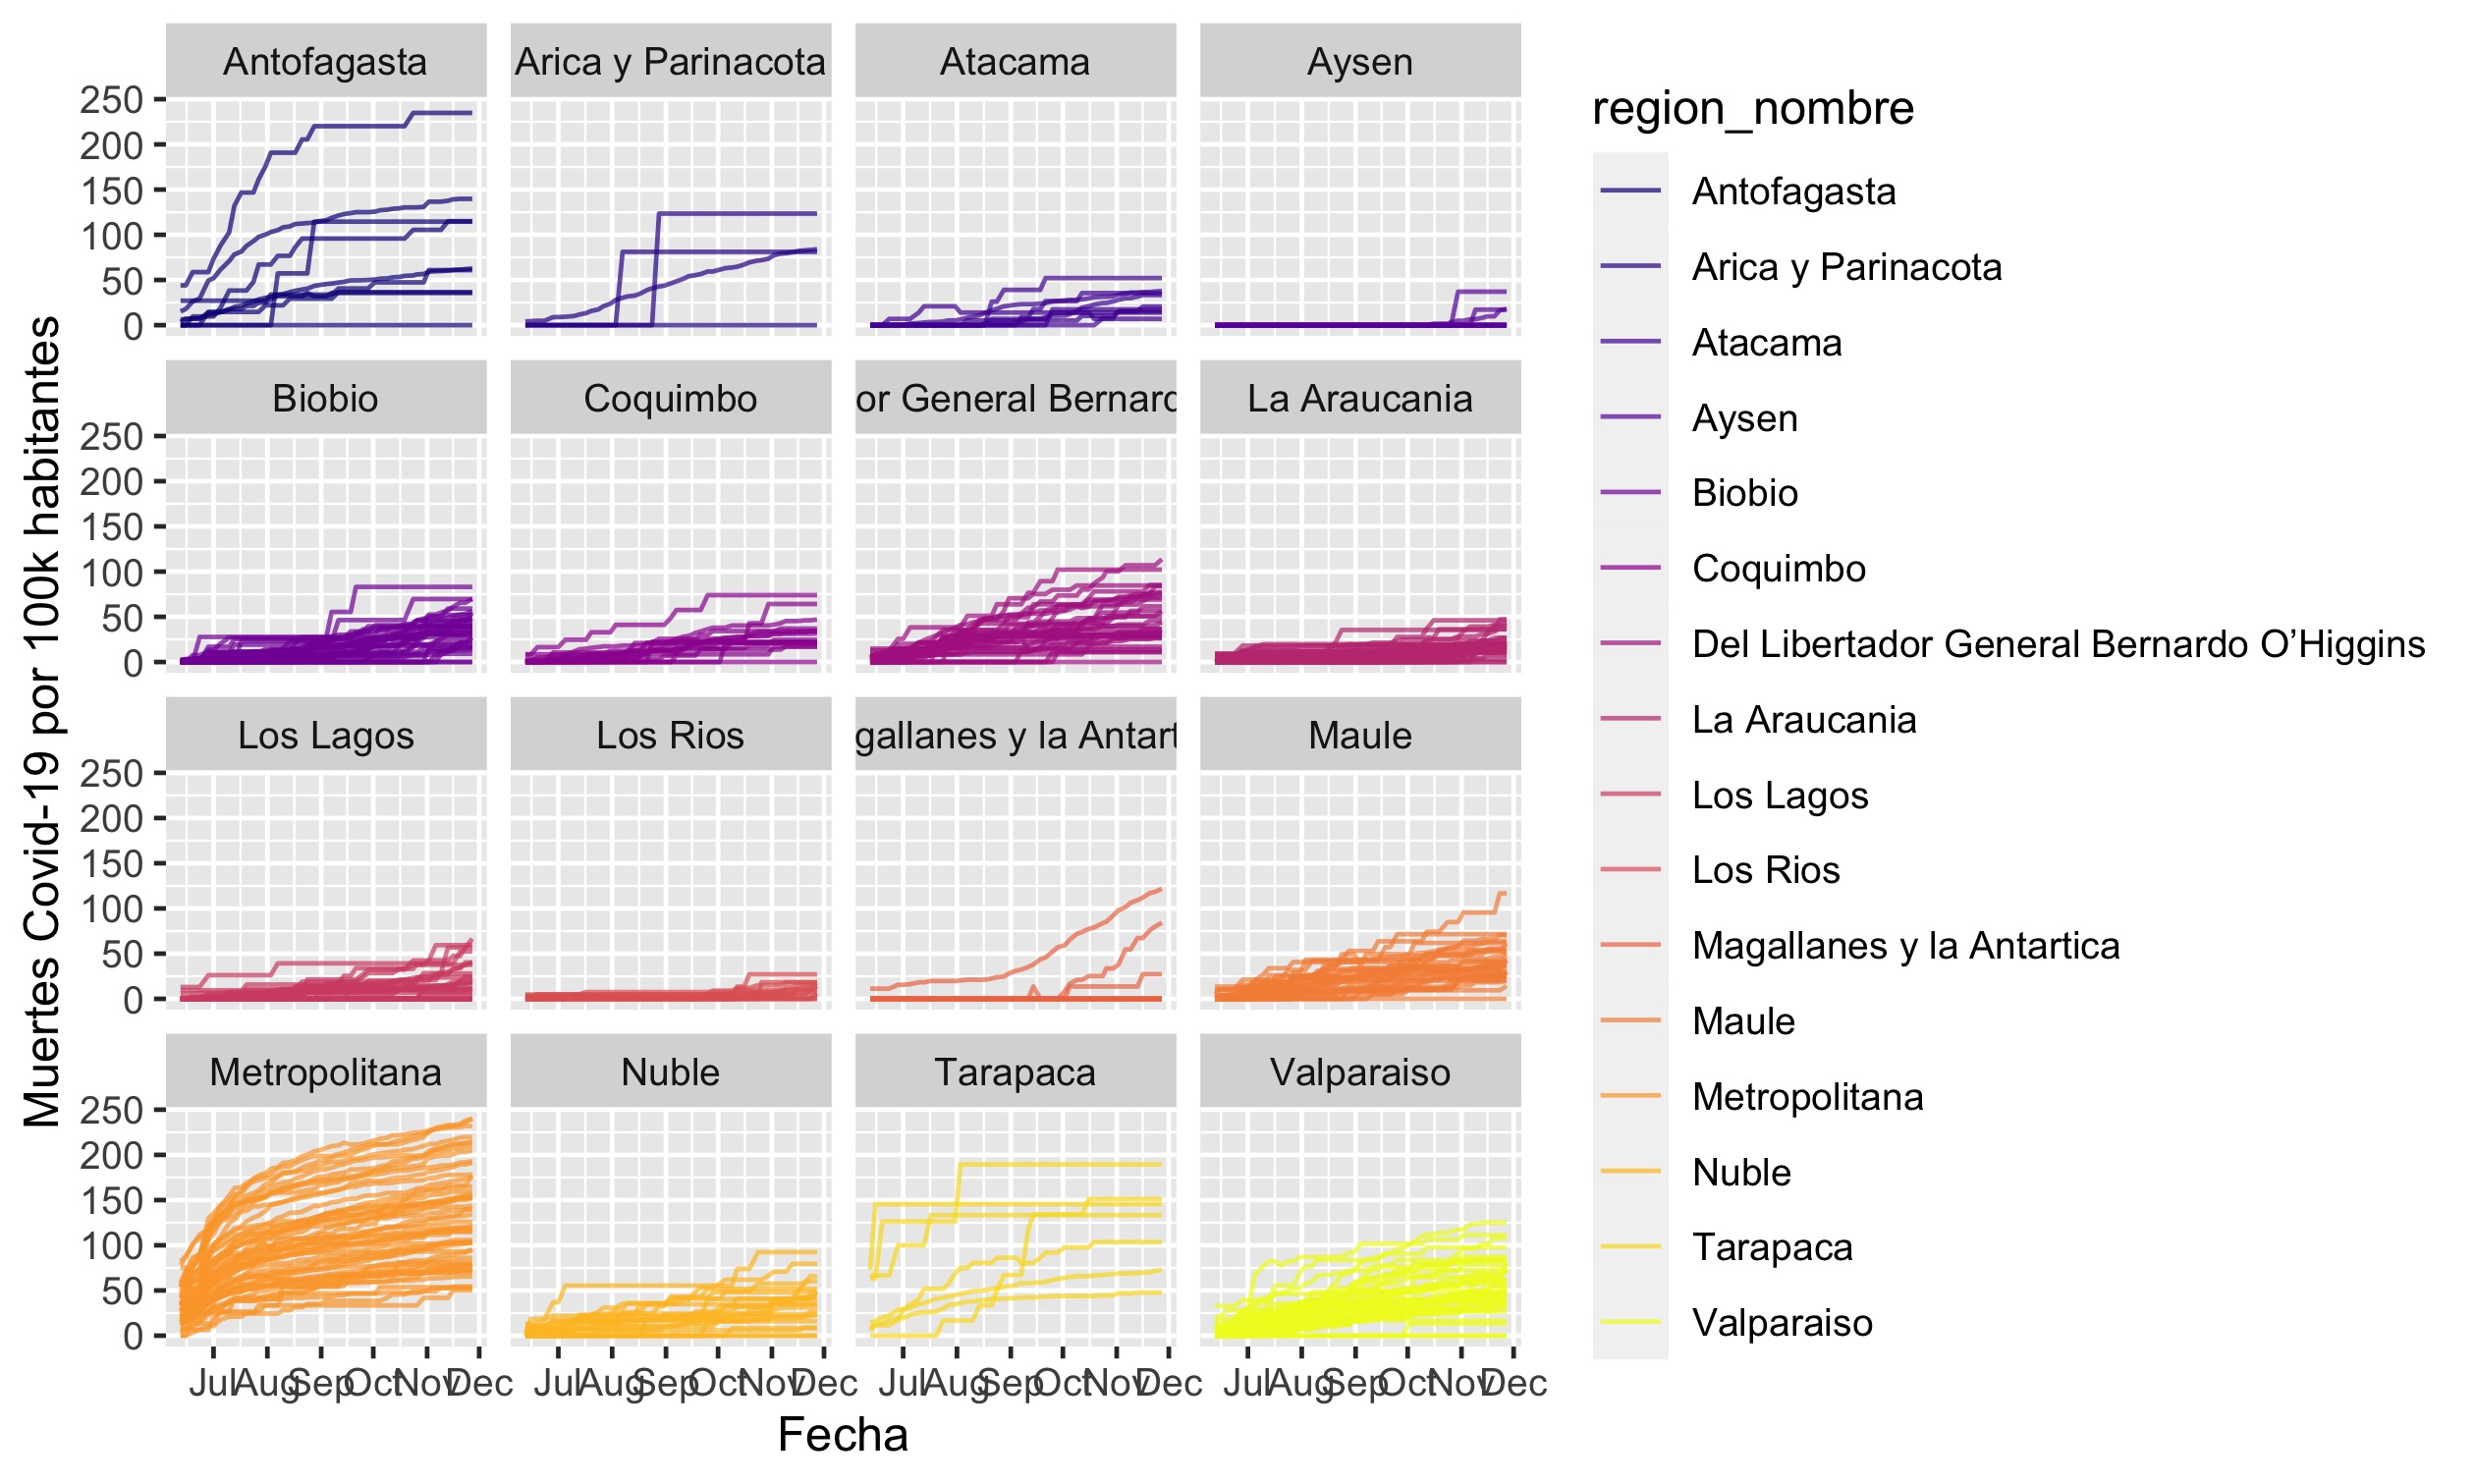 Antofagasta
Arica y Parinacota
Atacama
Aysen
250
200
150
100
50
0
Biobio
Coquimbo
or General Bernard
La Araucania
250
200
150
100
50
0
Los Lagos
Los Rios
gallanes y la Antart
Maule
250
200
150
100
50
0
Metropolitana
Nuble
Tarapaca
Valparaiso
250
200
150
100
50
0
Jul Aug Sep Oct Nov Dec
Jul Aug Sep Oct Nov Dec
Jul Aug Sep Oct Nov Dec
Jul Aug Sep Oct Nov Dec
Fecha
Muertes Covid-19 por 100k habitantes
region_nombre
Antofagasta
Arica y Parinacota
Atacama
Aysen
Biobio
Coquimbo
Del Libertador General Bernardo O’Higgins
La Araucania
Los Lagos
Los Rios
Magallanes y la Antartica
Maule
Metropolitana
Nuble
Tarapaca
Valparaiso